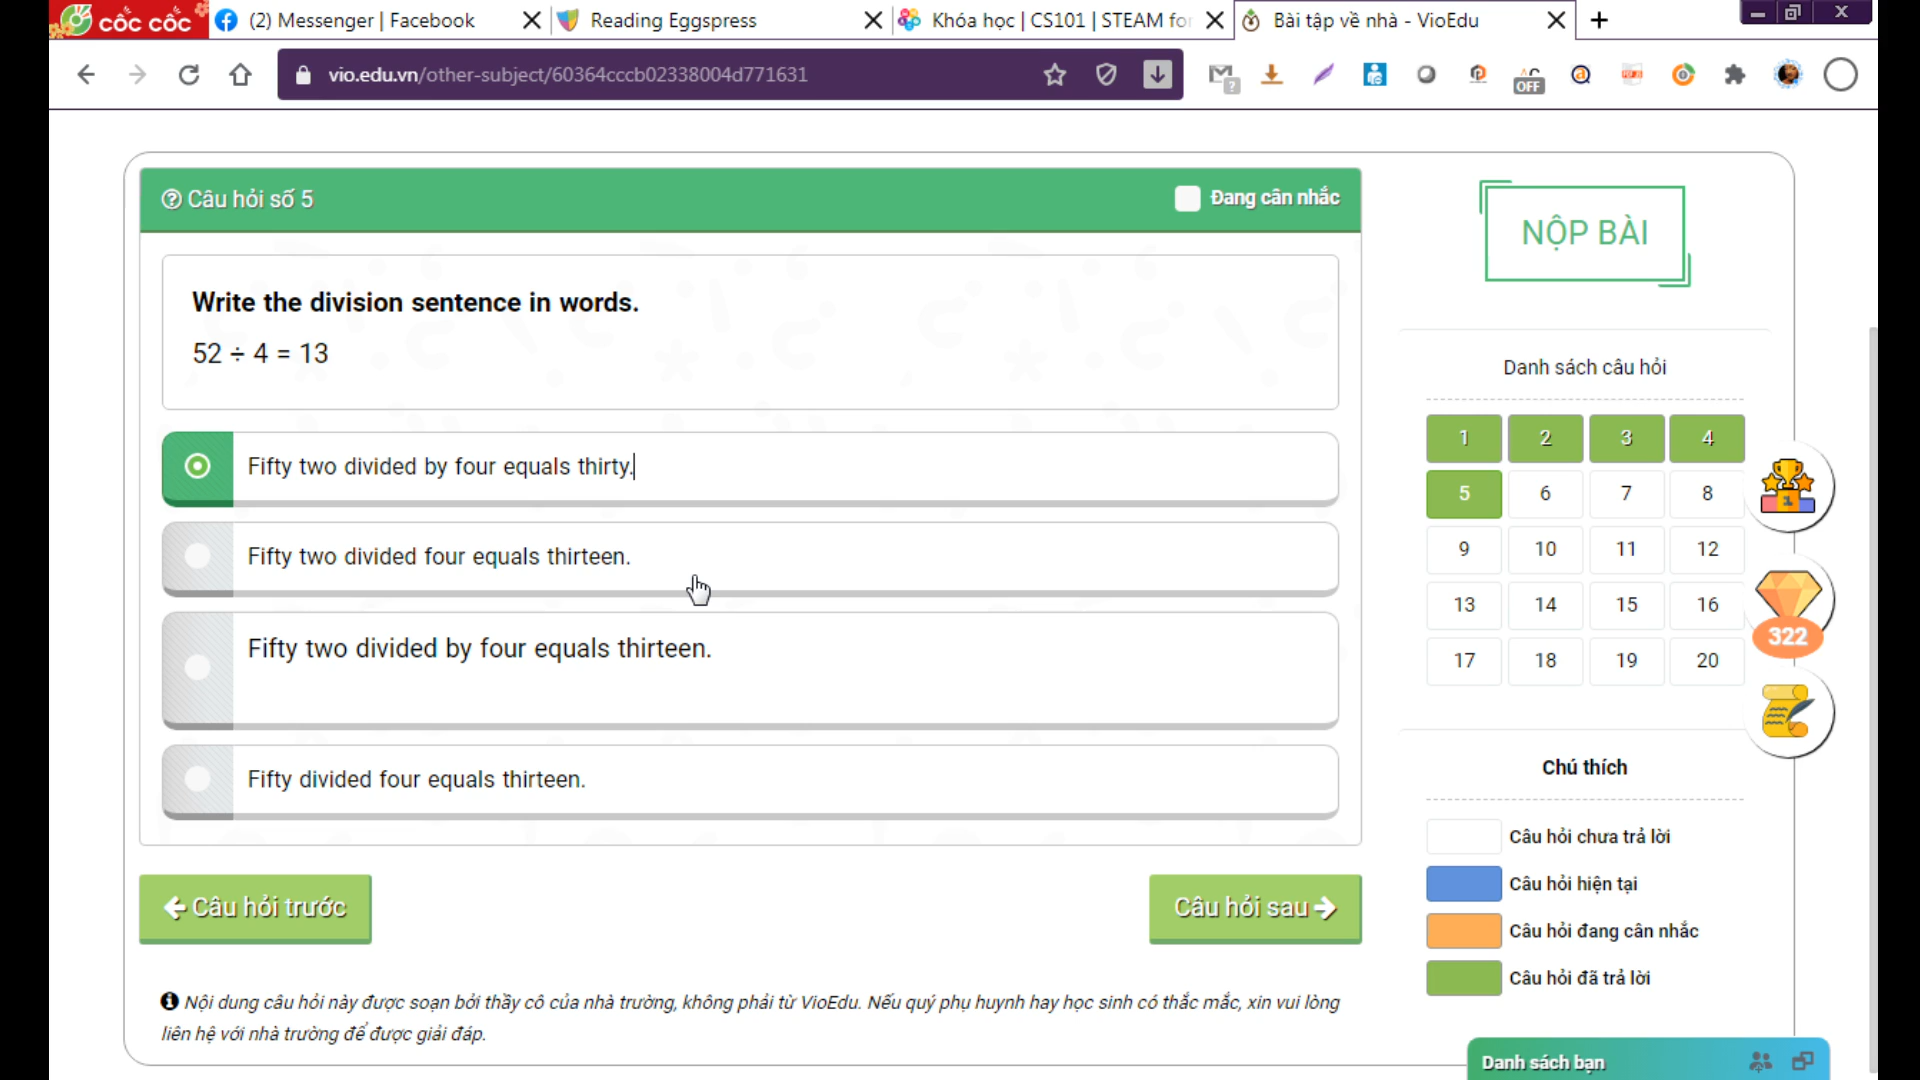 cốc cốc
(2) Messenger | Facebook
Reading Eggspress
Khóa học | CS101 | STEAM for
Bài tập về nhà - VioEdu
vio.edu.vn/other-subject/60364cccb02338004d771631
OFF
Câu hỏi số 5
Đang cân nhắc
Write the division sentence in words.
52 ÷ 4 = 13
Fifty two divided by four equals thirty.
Fifty two divided four equals thirteen.
Fifty two divided by four equals thirteen.
Fifty divided four equals thirteen.
Câu hỏi trước
Câu hỏi sau
Nội dung câu hỏi này được soạn bởi thầy cô của nhà trường, không phải từ VioEdu. Nếu quý phụ huynh hay học sinh có thắc mắc, xin vui lòng
liên hệ với nhà trường để được giải đáp.
NỘP BÀI
Danh sách câu hỏi
1 2 3 4
5 6 7 8
9 10 11 12
13 14 15 16
17 18 19 20
1
322
Chú thích
Câu hỏi chưa trả lời
Câu hỏi hiện tại
Câu hỏi đang cân nhắc
Câu hỏi đã trả lời
Danh sách bạn